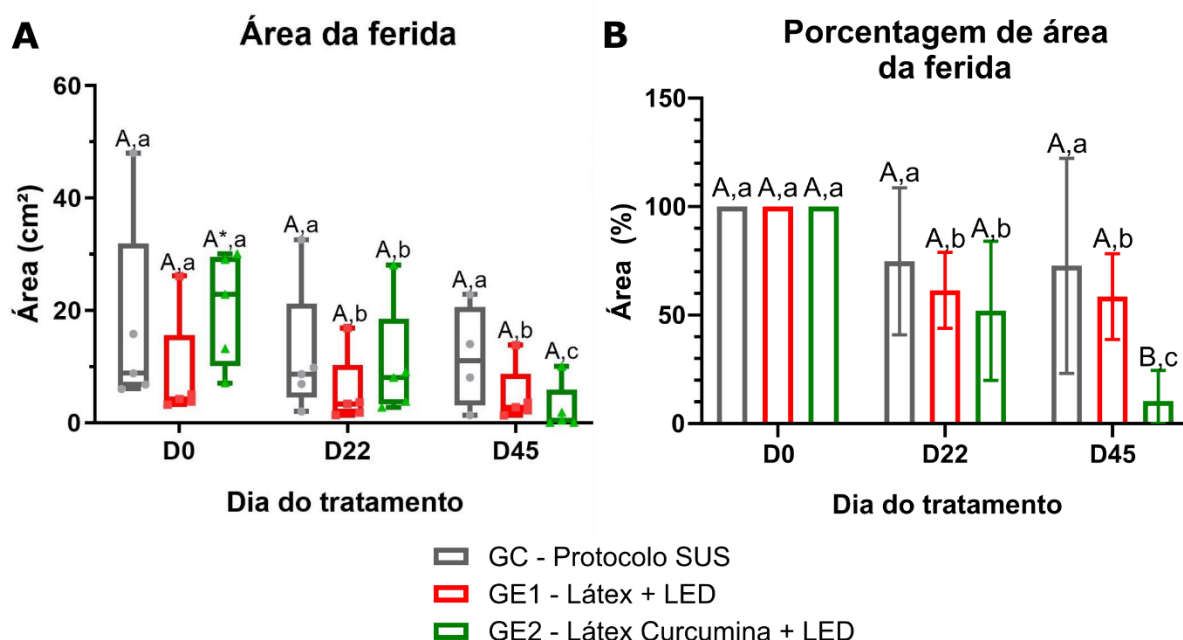 A
Área da ferida
Área (cm²)
60
40
20
0
A,a
A,a
A*,a
A,a
A,b
A,b
A,a
A,b
A,c
D0
D22
D45
Dia do tratamento
B
Porcentagem de área
da ferida
Área (%)
150
100
50
0
A,a
A,a
A,a
A,a
A,b
A,b
A,a
A,b
B,c
D0
D22
D45
Dia do tratamento
GC - Protocolo SUS
GE1 - Látex + LED
GE2 - Látex Curcumina + LED